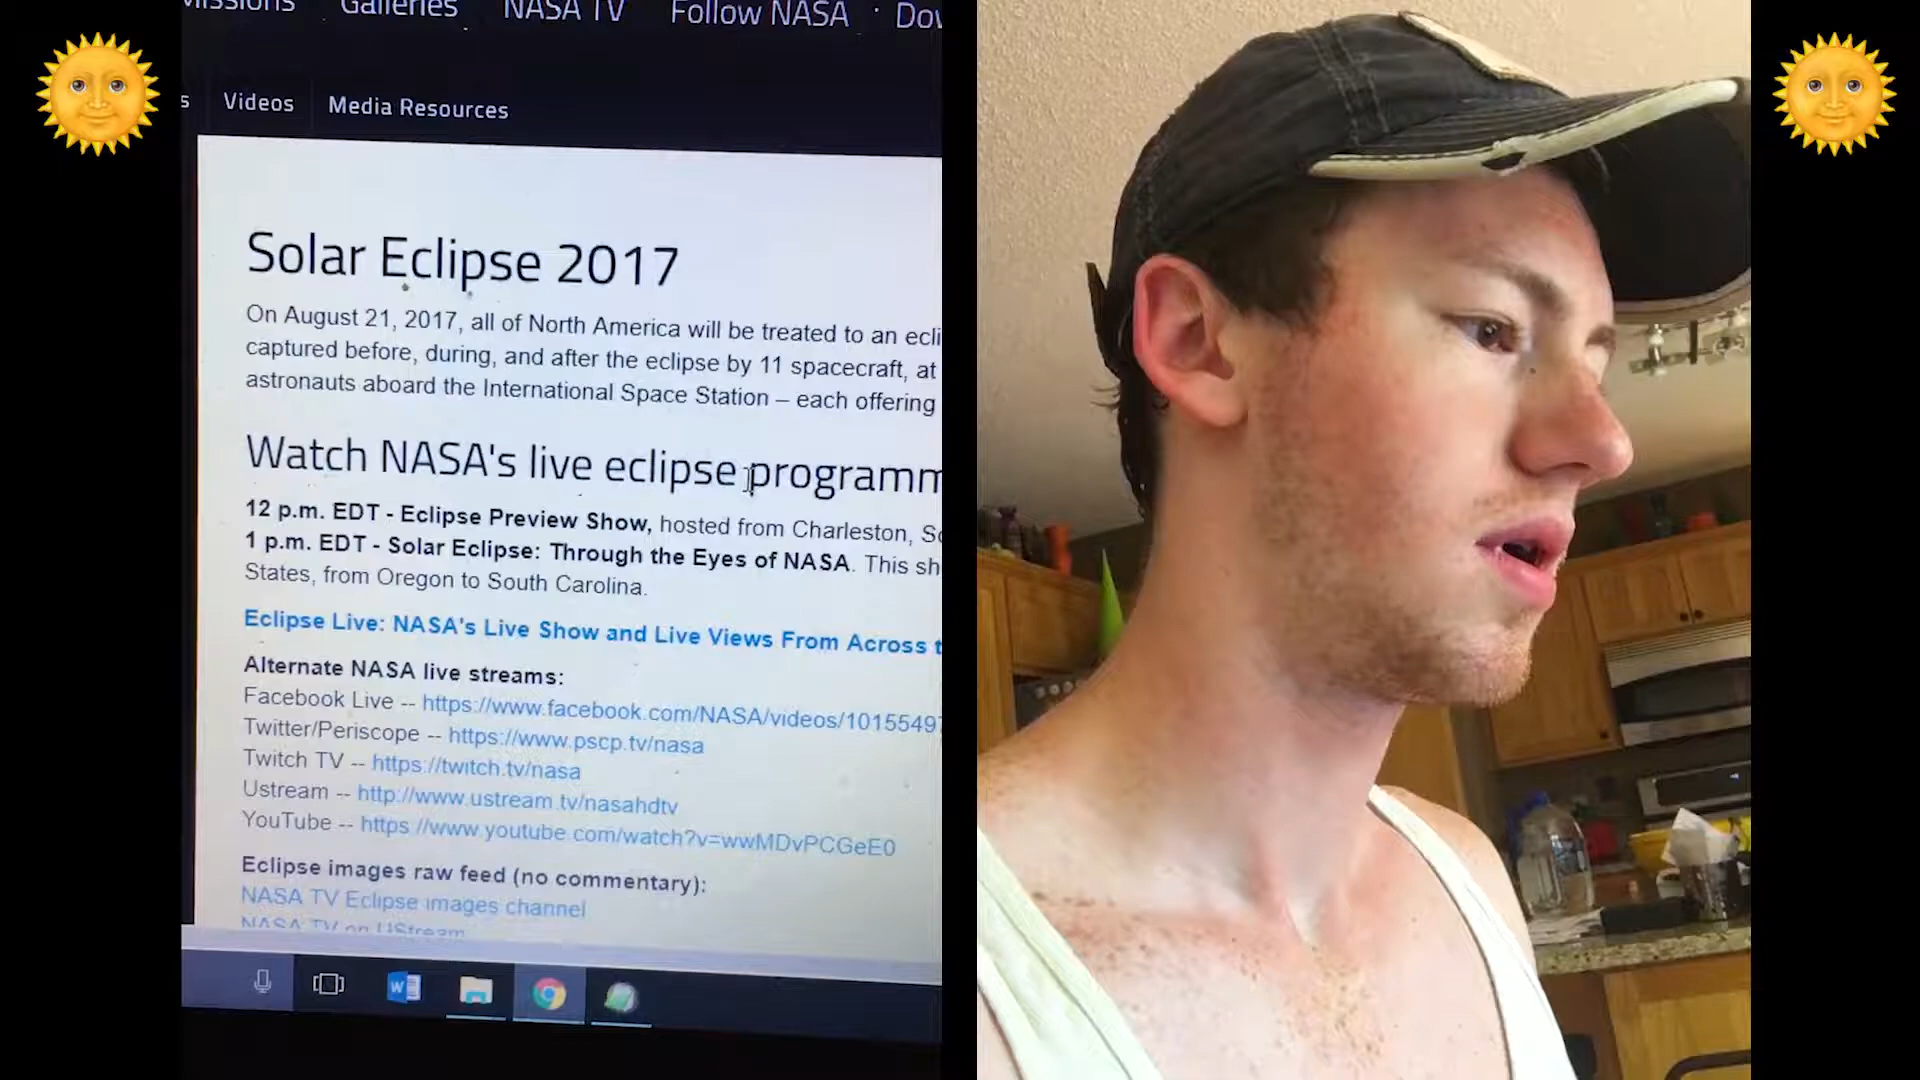 Missions Galleries NASA TV Follow NASA
Videos Media Resources
Solar Eclipse 2017
On August 21, 2017, all of North America will be treated to an ecli
captured before, during, and after the eclipse by 11 spacecraft, at
astronauts aboard the International Space Station – each offering
Watch NASA's live eclipse programm
12 p.m. EDT - Eclipse Preview Show, hosted from Charleston, So
1 p.m. EDT - Solar Eclipse: Through the Eyes of NASA. This sh
States, from Oregon to South Carolina.
Eclipse Live: NASA's Live Show and Live Views From Across t
Alternate NASA live streams:
Facebook Live -- https://www.facebook.com/NASA/videos/10155497
Twitter/Periscope -- https://www.pscp.tv/nasa
Twitch TV -- https://twitch.tv/nasa
Ustream -- http://www.ustream.tv/nasahdtv
YouTube -- https://www.youtube.com/watch?v=wwMDvPCGeE0
Eclipse images raw feed (no commentary):
NASA TV Eclipse images channel
NASA TV on UStream